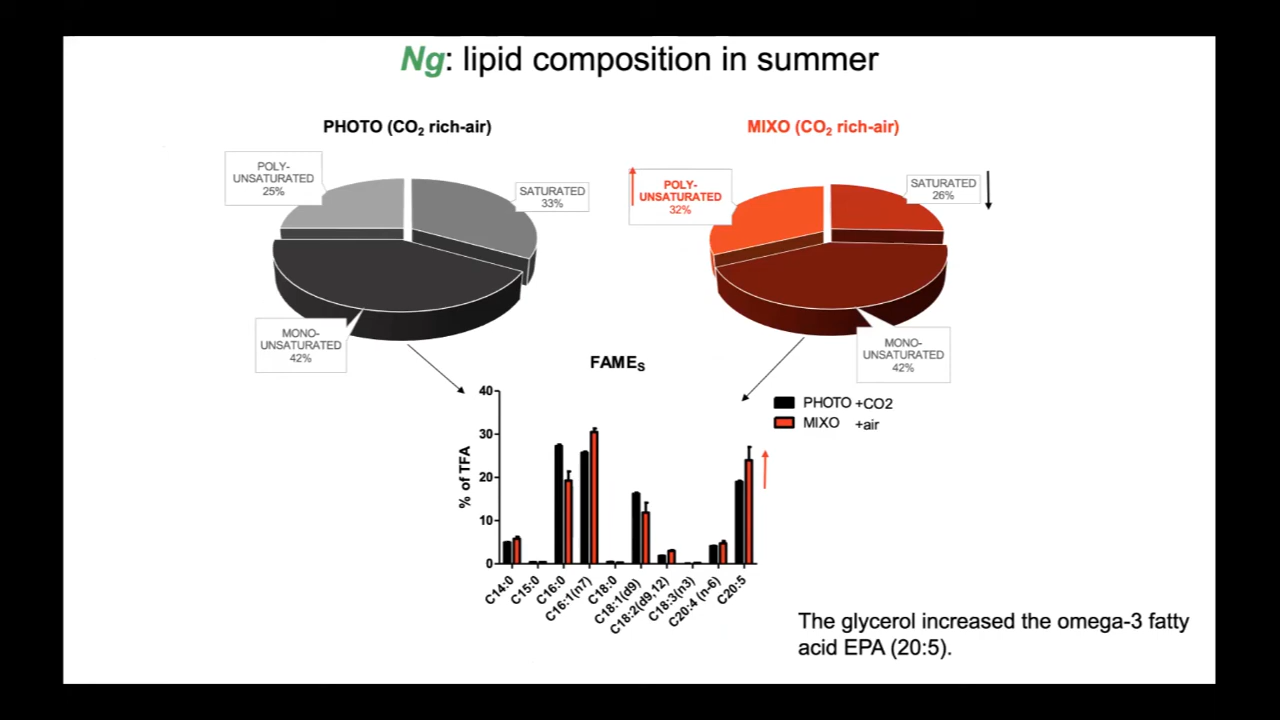 Ng: lipid composition in summer
PHOTO (CO₂ rich-air)
MIXO (CO₂ rich-air)
POLY-
UNSATURATED
25%
SATURATED
33%
MONO-
UNSATURATED
42%
POLY-
UNSATURATED
32%
SATURATED
26%
MONO-
UNSATURATED
42%
FAMEs
PHOTO +CO2
MIXO +air
% of TFA
40
30
20
10
0
C14:0
C15:0
C16:0
C16:1(n7)
C18:0
C18:1(d9)
C18:2(d9,12)
C18:3(n3)
C20:4 (n-6)
C20:5
The glycerol increased the omega-3 fatty
acid EPA (20:5).